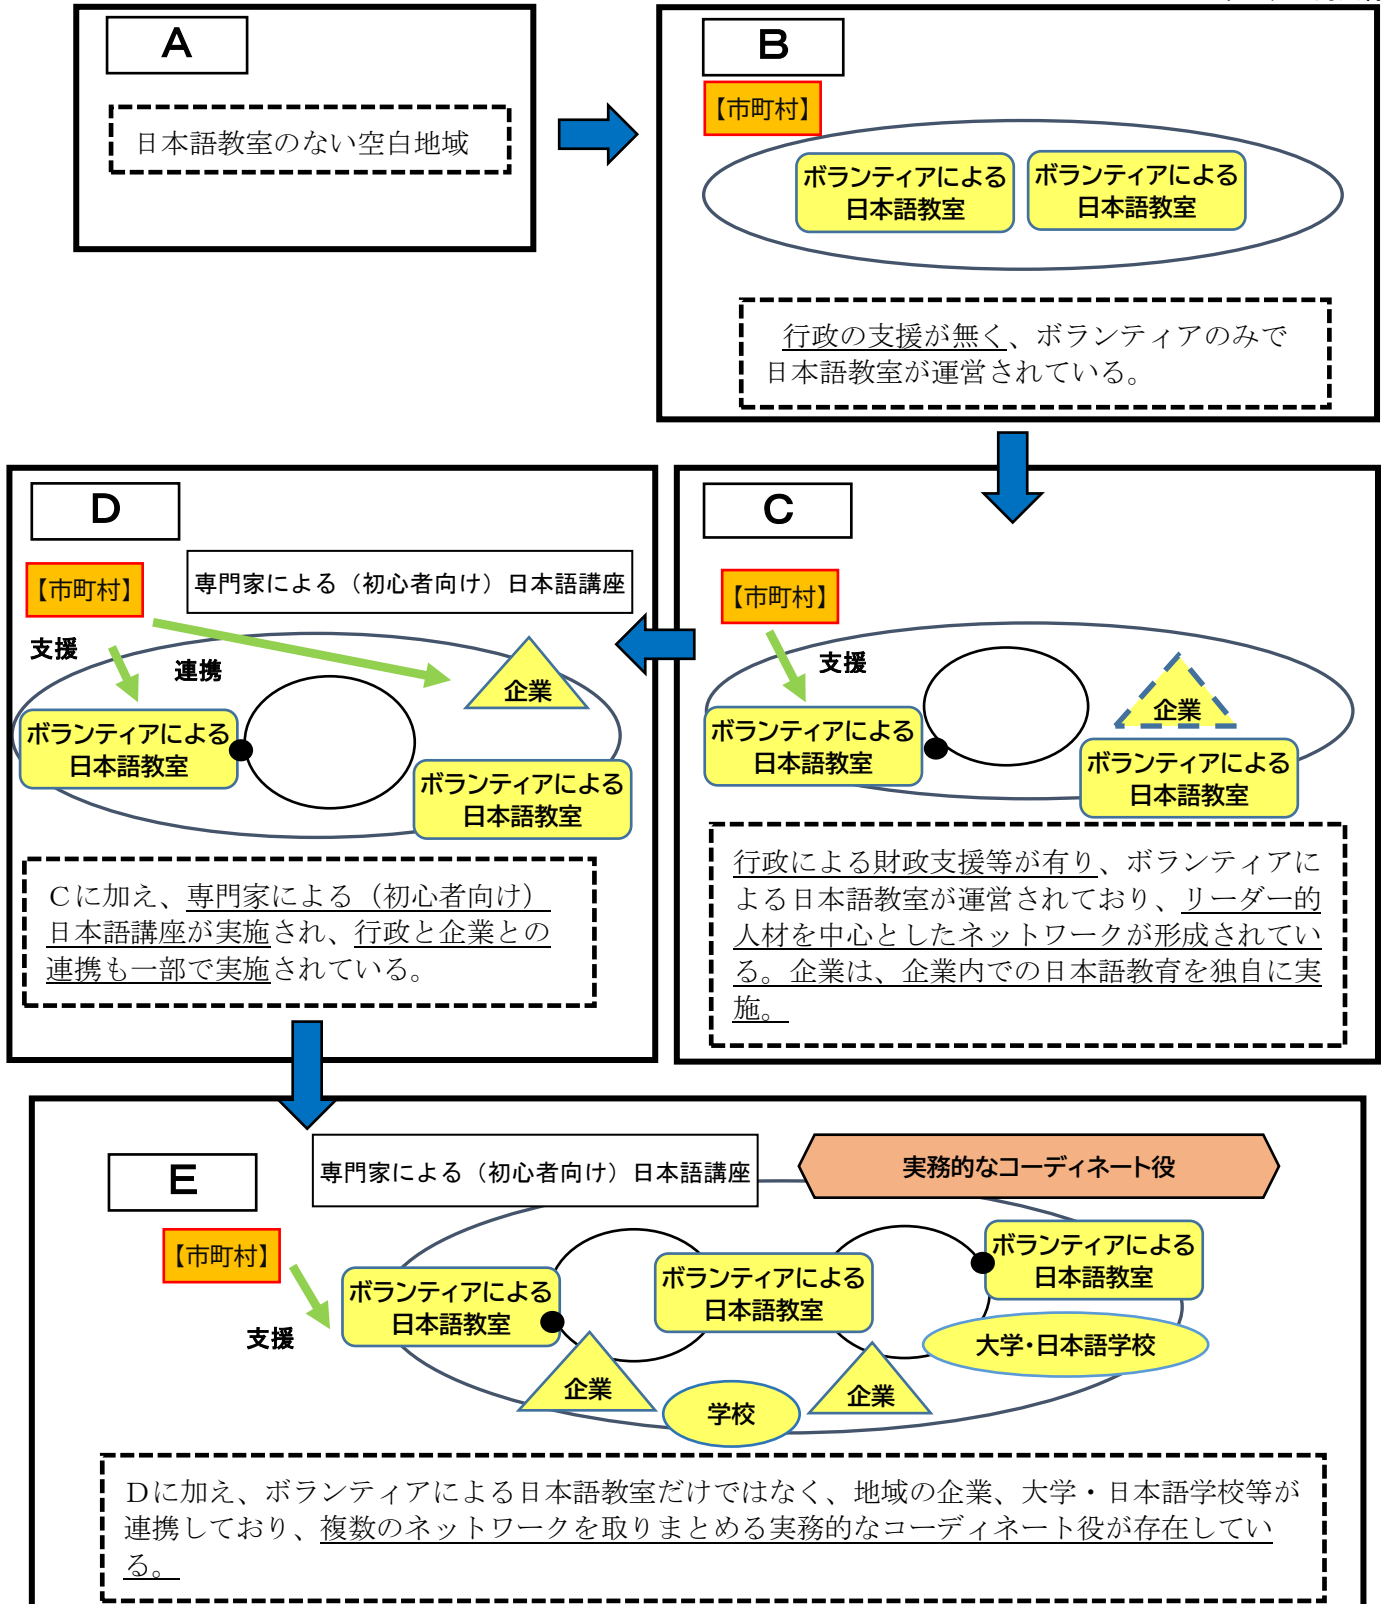 A
日本語教室のない空白地域
B
【市町村】
ボランティアによる
日本語教室
ボランティアによる
日本語教室
行政の支援が無く、ボランティアのみで
日本語教室が運営されている。
C
【市町村】
支援
企業
ボランティアによる
日本語教室
ボランティアによる
日本語教室
行政による財政支援等が有り、ボランティアに
よる日本語教室が運営されており、リーダー的
人材を中心としたネットワークが形成されてい
る。企業は、企業内での日本語教育を独自に実
施。
D
専門家による（初心者向け）日本語講座
【市町村】
支援
連携
企業
ボランティアによる
日本語教室
ボランティアによる
日本語教室
Ｃに加え、専門家による（初心者向け）
日本語講座が実施され、行政と企業との
連携も一部で実施されている。
E
専門家による（初心者向け）日本語講座
実務的なコーディネート役
【市町村】
支援
ボランティアによる
日本語教室
ボランティアによる
日本語教室
ボランティアによる
日本語教室
大学・日本語学校
企業
学校
企業
Ｄに加え、ボランティアによる日本語教室だけではなく、地域の企業、大学・日本語学校等が
連携しており、複数のネットワークを取りまとめる実務的なコーディネート役が存在してい
る。